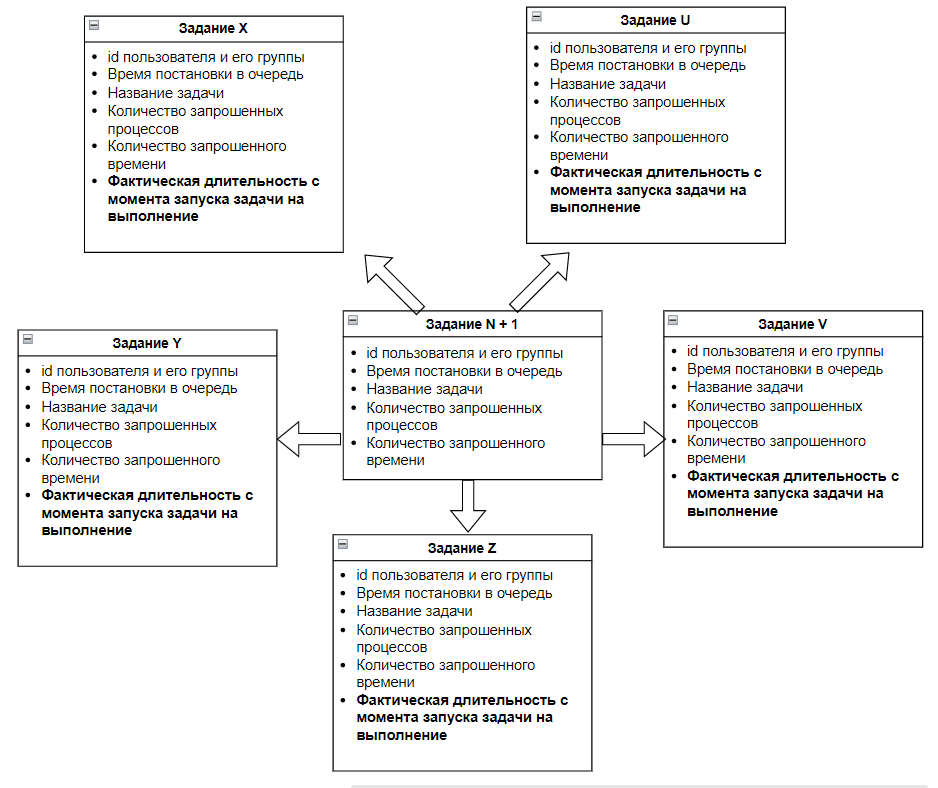 Задание X
• id пользователя и его группы
• Время постановки в очередь
• Название задачи
• Количество запрошенных
процессов
• Количество запрошенного
времени
• Фактическая длительность с
момента запуска задачи на
выполнение
Задание U
• id пользователя и его группы
• Время постановки в очередь
• Название задачи
• Количество запрошенных
процессов
• Количество запрошенного
времени
• Фактическая длительность с
момента запуска задачи на
выполнение
Задание Y
• id пользователя и его группы
• Время постановки в очередь
• Название задачи
• Количество запрошенных
процессов
• Количество запрошенного
времени
• Фактическая длительность с
момента запуска задачи на
выполнение
Задание N + 1
• id пользователя и его группы
• Время постановки в очередь
• Название задачи
• Количество запрошенных
процессов
• Количество запрошенного
времени
Задание V
• id пользователя и его группы
• Время постановки в очередь
• Название задачи
• Количество запрошенных
процессов
• Количество запрошенного
времени
• Фактическая длительность с
момента запуска задачи на
выполнение
Задание Z
• id пользователя и его группы
• Время постановки в очередь
• Название задачи
• Количество запрошенных
процессов
• Количество запрошенного
времени
• Фактическая длительность с
момента запуска задачи на
выполнение